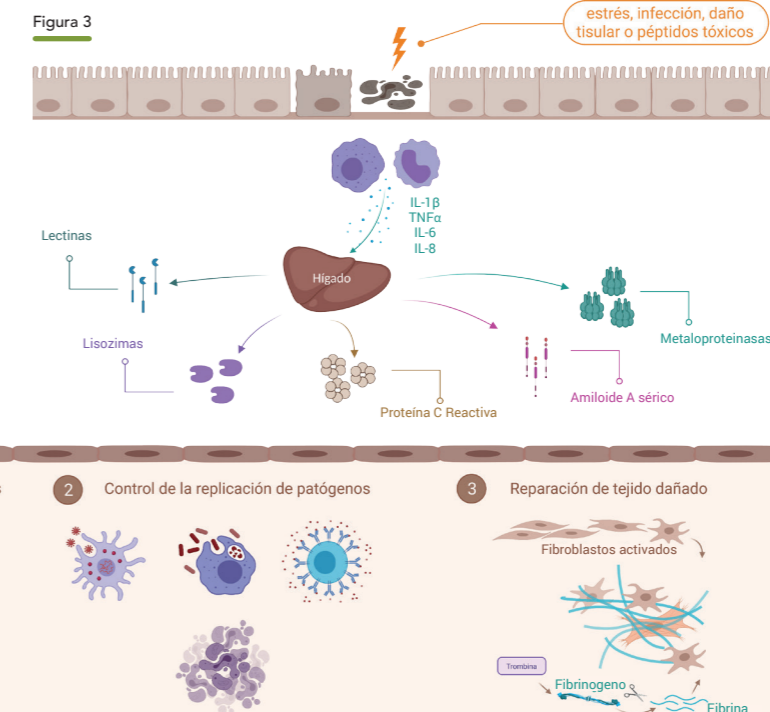 Figura 3
estrés, infección, daño
tisular o péptidos tóxicos
IL-1β
TNFα
IL-6
IL-8
Lectinas
Hígado
Lisozimas
Metaloproteinasas
Amiloide A sérico
Proteína C Reactiva
s
2
Control de la replicación de patógenos
3
Reparación de tejido dañado
Fibroblastos activados
Trombina
Fibrinogeno
Fibrina